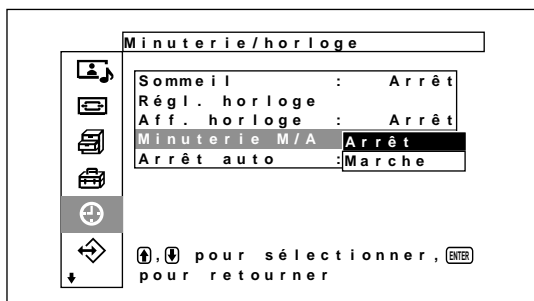 Minuterie/horloge
Sommeil : Arrêt
Régl. horloge
Aff. horloge : Arrêt
Minuterie M/A Arrêt
Arrêt auto :Marche
, pour sélectionner, ENTER
pour retourner